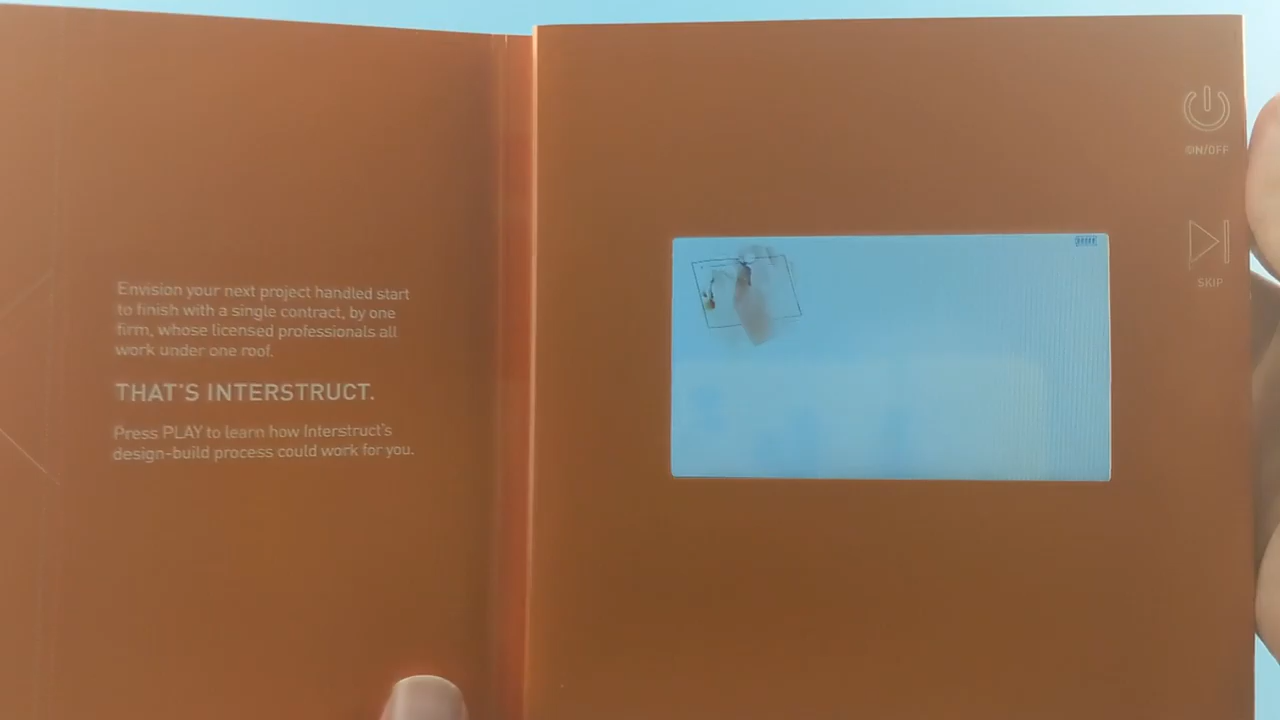 Envision your next project handled start
to finish with a single contract, by one
firm, whose licensed professionals all
work under one roof.
THAT'S INTERSTRUCT.
Press PLAY to learn how Interstruct's
design-build process could work for you.
ON/OFF
SKIP